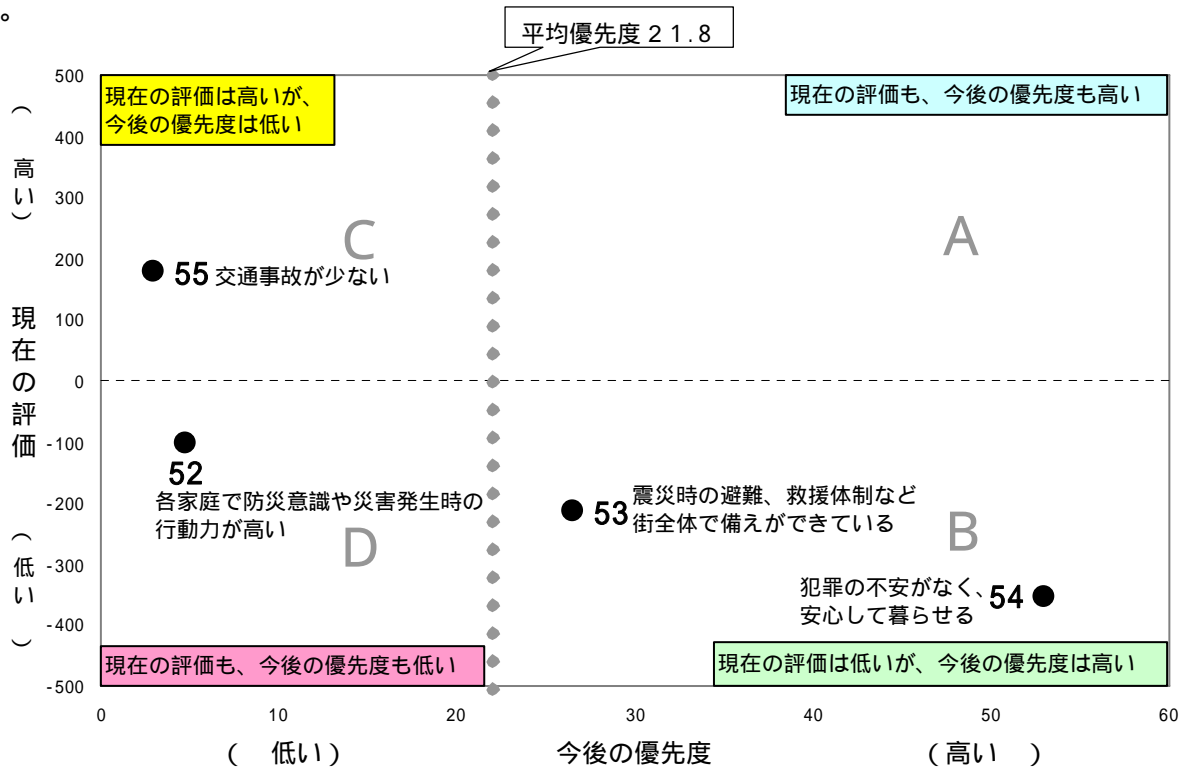 。
平均優先度２１.８
現在の評価は高いが、
今後の優先度は低い
現在の評価も、今後の優先度も高い
（高い）
現在の評価
（低い）
500
400
300
200
100
0
-100
-200
-300
-400
-500
C
A
55 交通事故が少ない
52
各家庭で防災意識や災害発生時の
行動力が高い
D
53
震災時の避難、救援体制など
街全体で備えができている
B
犯罪の不安がなく、
安心して暮らせる
54
現在の評価も、今後の優先度も低い
現在の評価は低いが、今後の優先度は高い
0 10 20 30 40 50 60
（ 低い） 今後の優先度 （高い ）